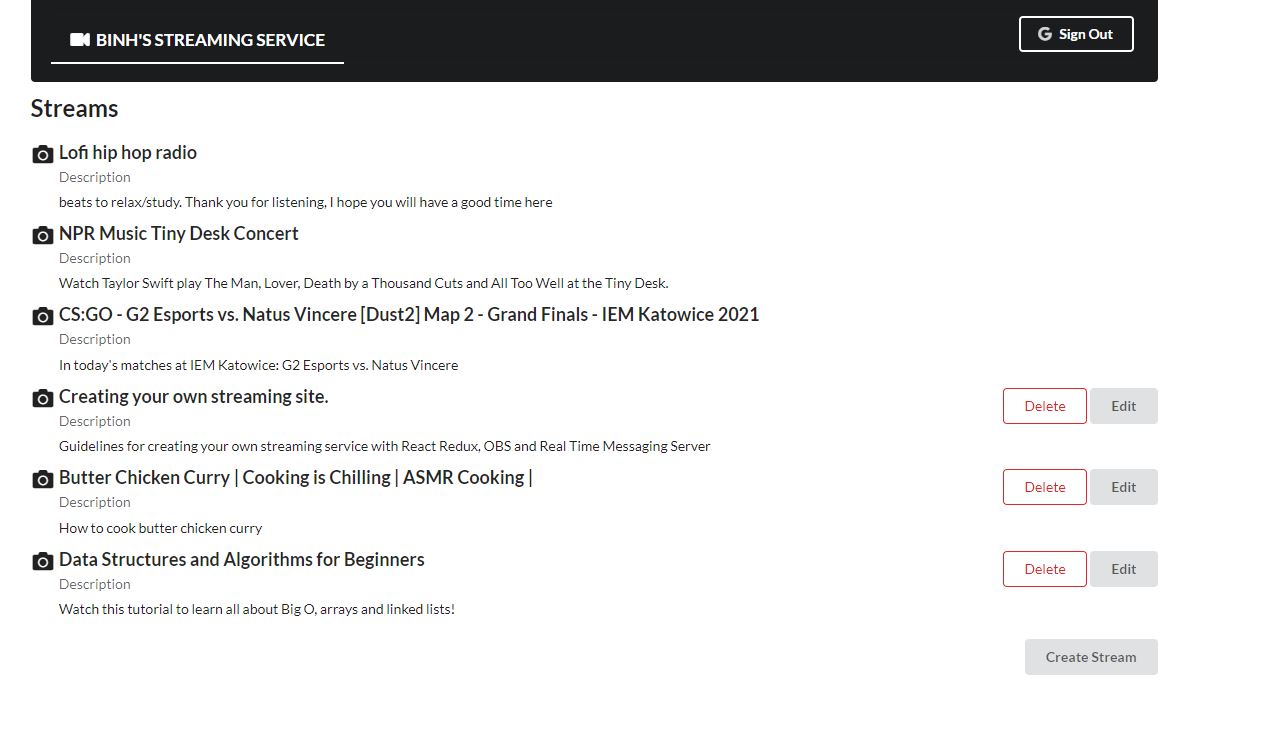 BINH'S STREAMING SERVICE
Sign Out
Streams
Lofi hip hop radio
Description
beats to relax/study. Thank you for listening, I hope you will have a good time here
NPR Music Tiny Desk Concert
Description
Watch Taylor Swift play The Man, Lover, Death by a Thousand Cuts and All Too Well at the Tiny Desk.
CS:GO - G2 Esports vs. Natus Vincere [Dust2] Map 2 - Grand Finals - IEM Katowice 2021
Description
In today's matches at IEM Katowice: G2 Esports vs. Natus Vincere
Creating your own streaming site.
Delete
Edit
Description
Guidelines for creating your own streaming service with React Redux, OBS and Real Time Messaging Server
Butter Chicken Curry | Cooking is Chilling | ASMR Cooking |
Delete
Edit
Description
How to cook butter chicken curry
Data Structures and Algorithms for Beginners
Delete
Edit
Description
Watch this tutorial to learn all about Big O, arrays and linked lists!
Create Stream